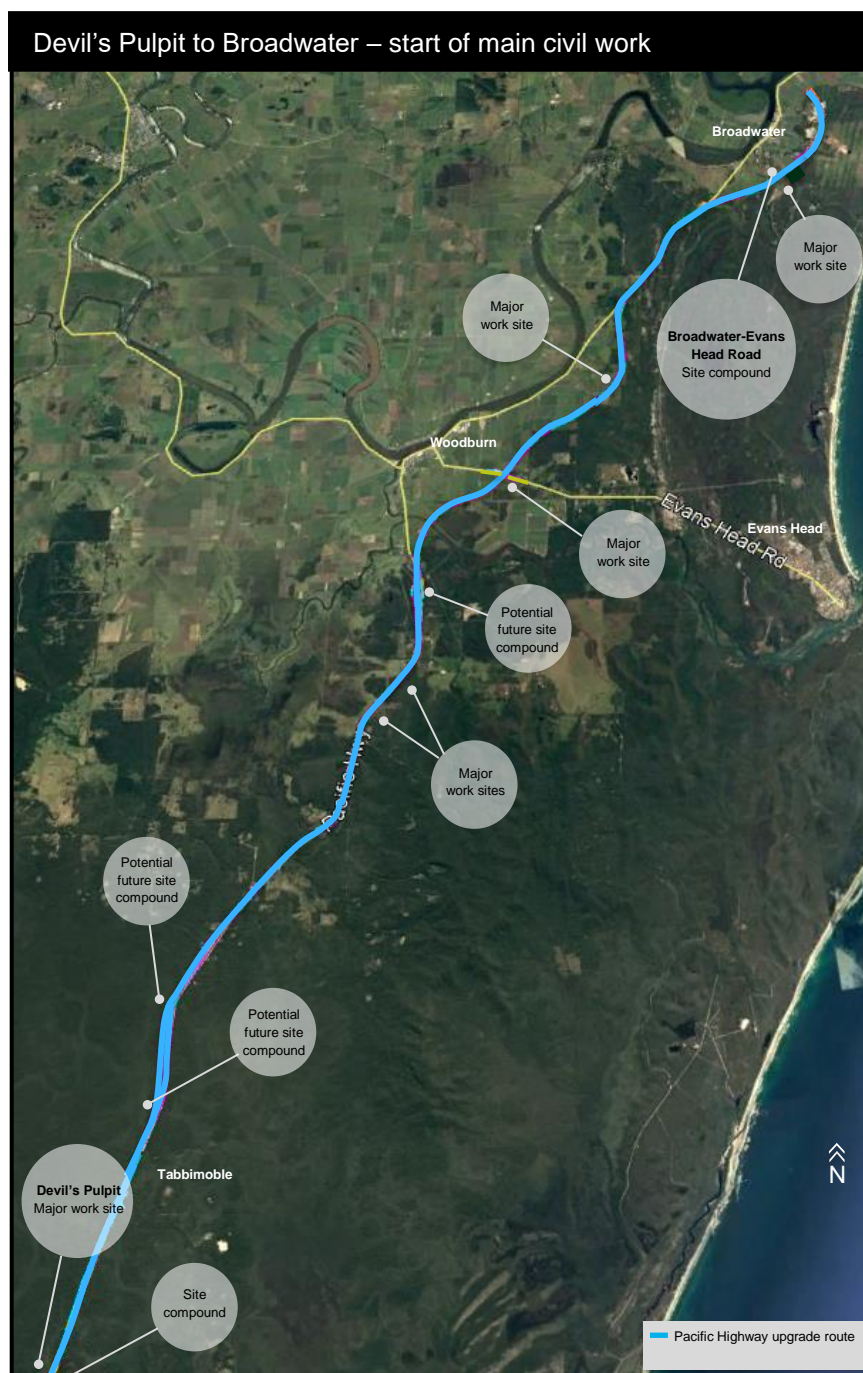 Devil's Pulpit to Broadwater – start of main civil work
Broadwater
Major
work site
Major
work site
Broadwater-Evans
Head Road
Site compound
Woodburn
Evans Head
Evans Head Rd
Major
work site
Potential
future site
compound
Major
work sites
Pacific Hwy
Potential
future site
compound
Potential
future site
compound
Tabbimoble
Devil's Pulpit
Major work site
N
Site
compound
Pacific Highway upgrade route